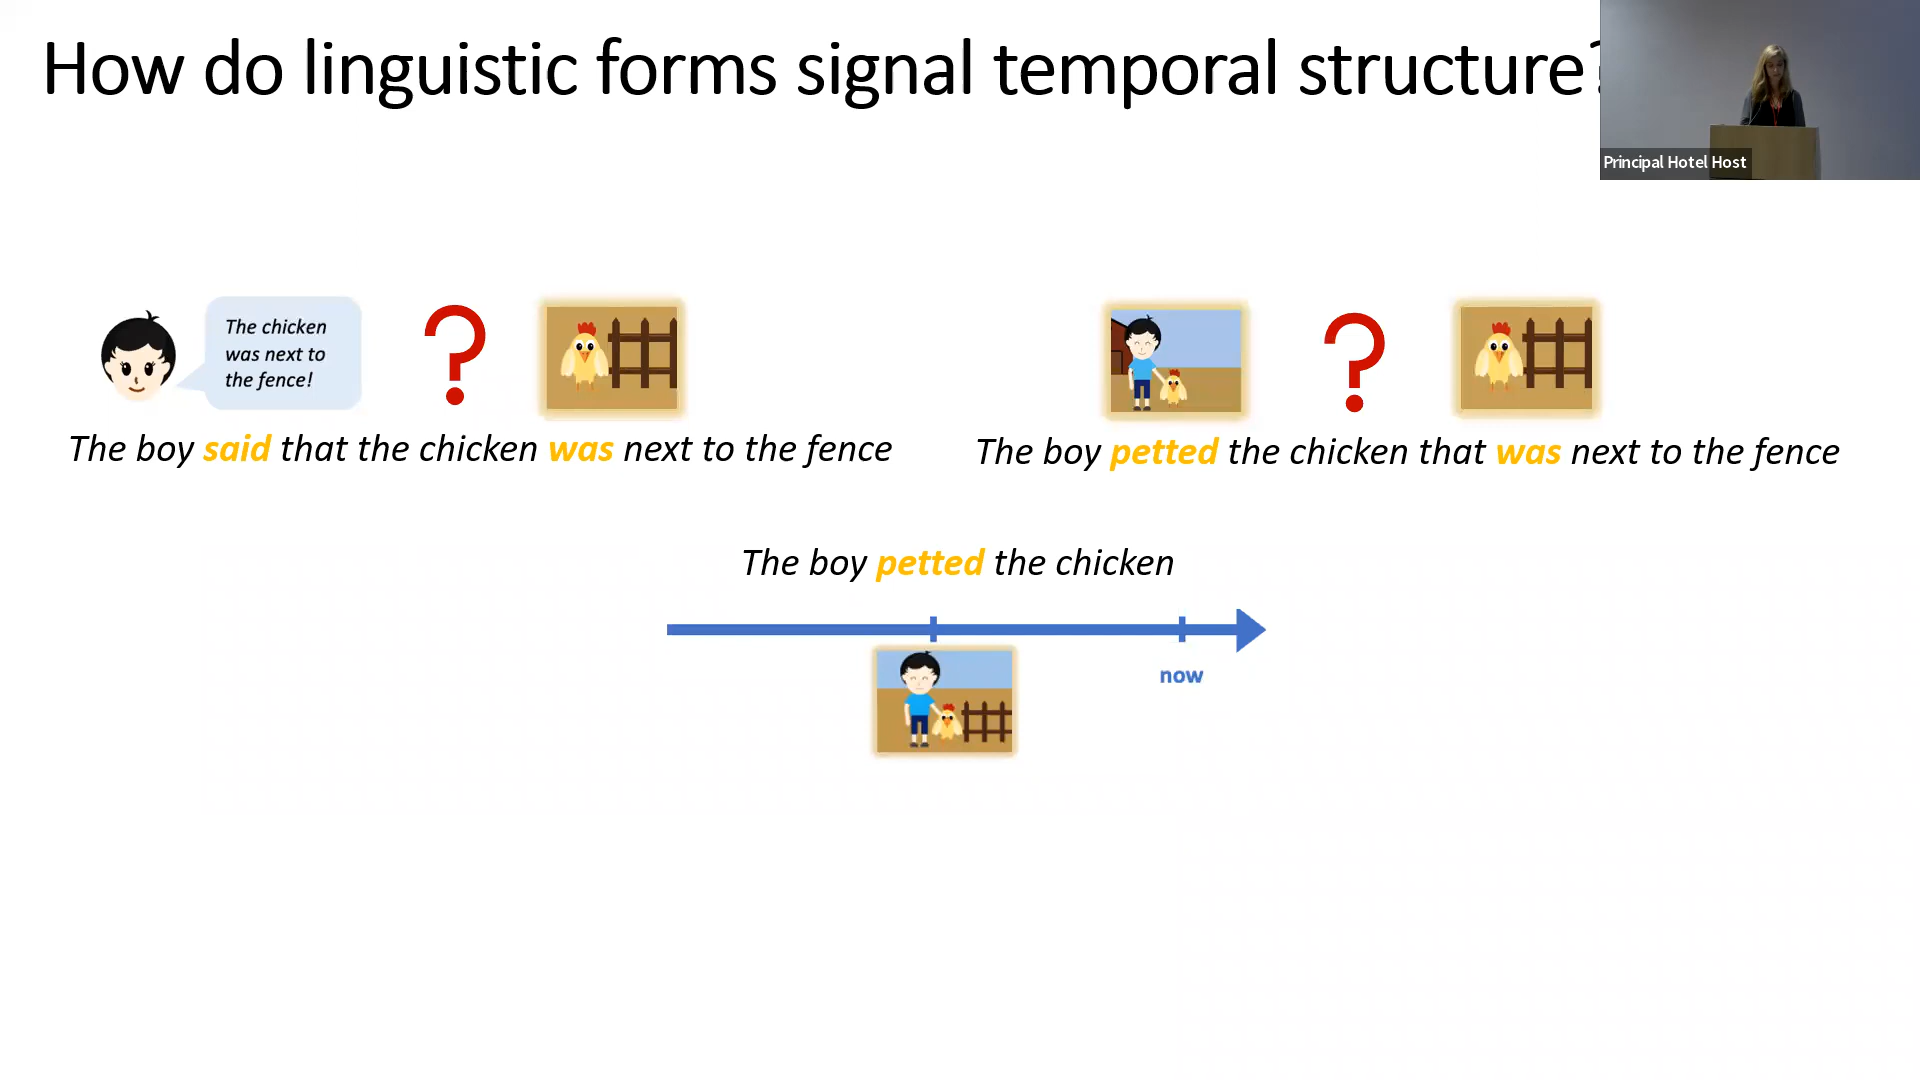 How do linguistic forms signal temporal structure?
Principal Hotel Host
The chicken
was next to
the fence!
The boy said that the chicken was next to the fence
The boy petted the chicken that was next to the fence
The boy petted the chicken
now